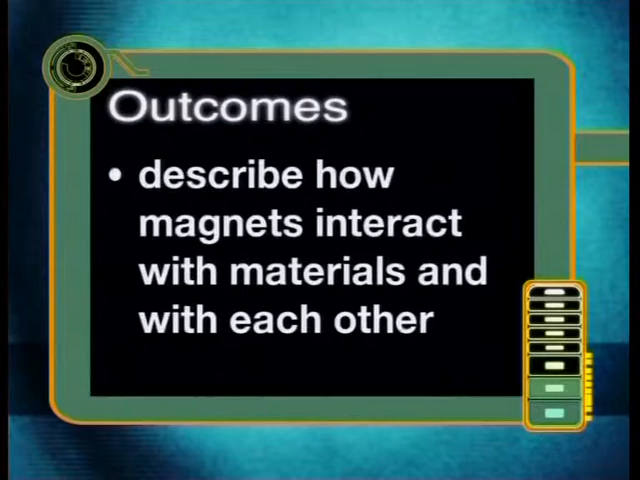 Outcomes
• describe how
magnets interact
with materials and
with each other